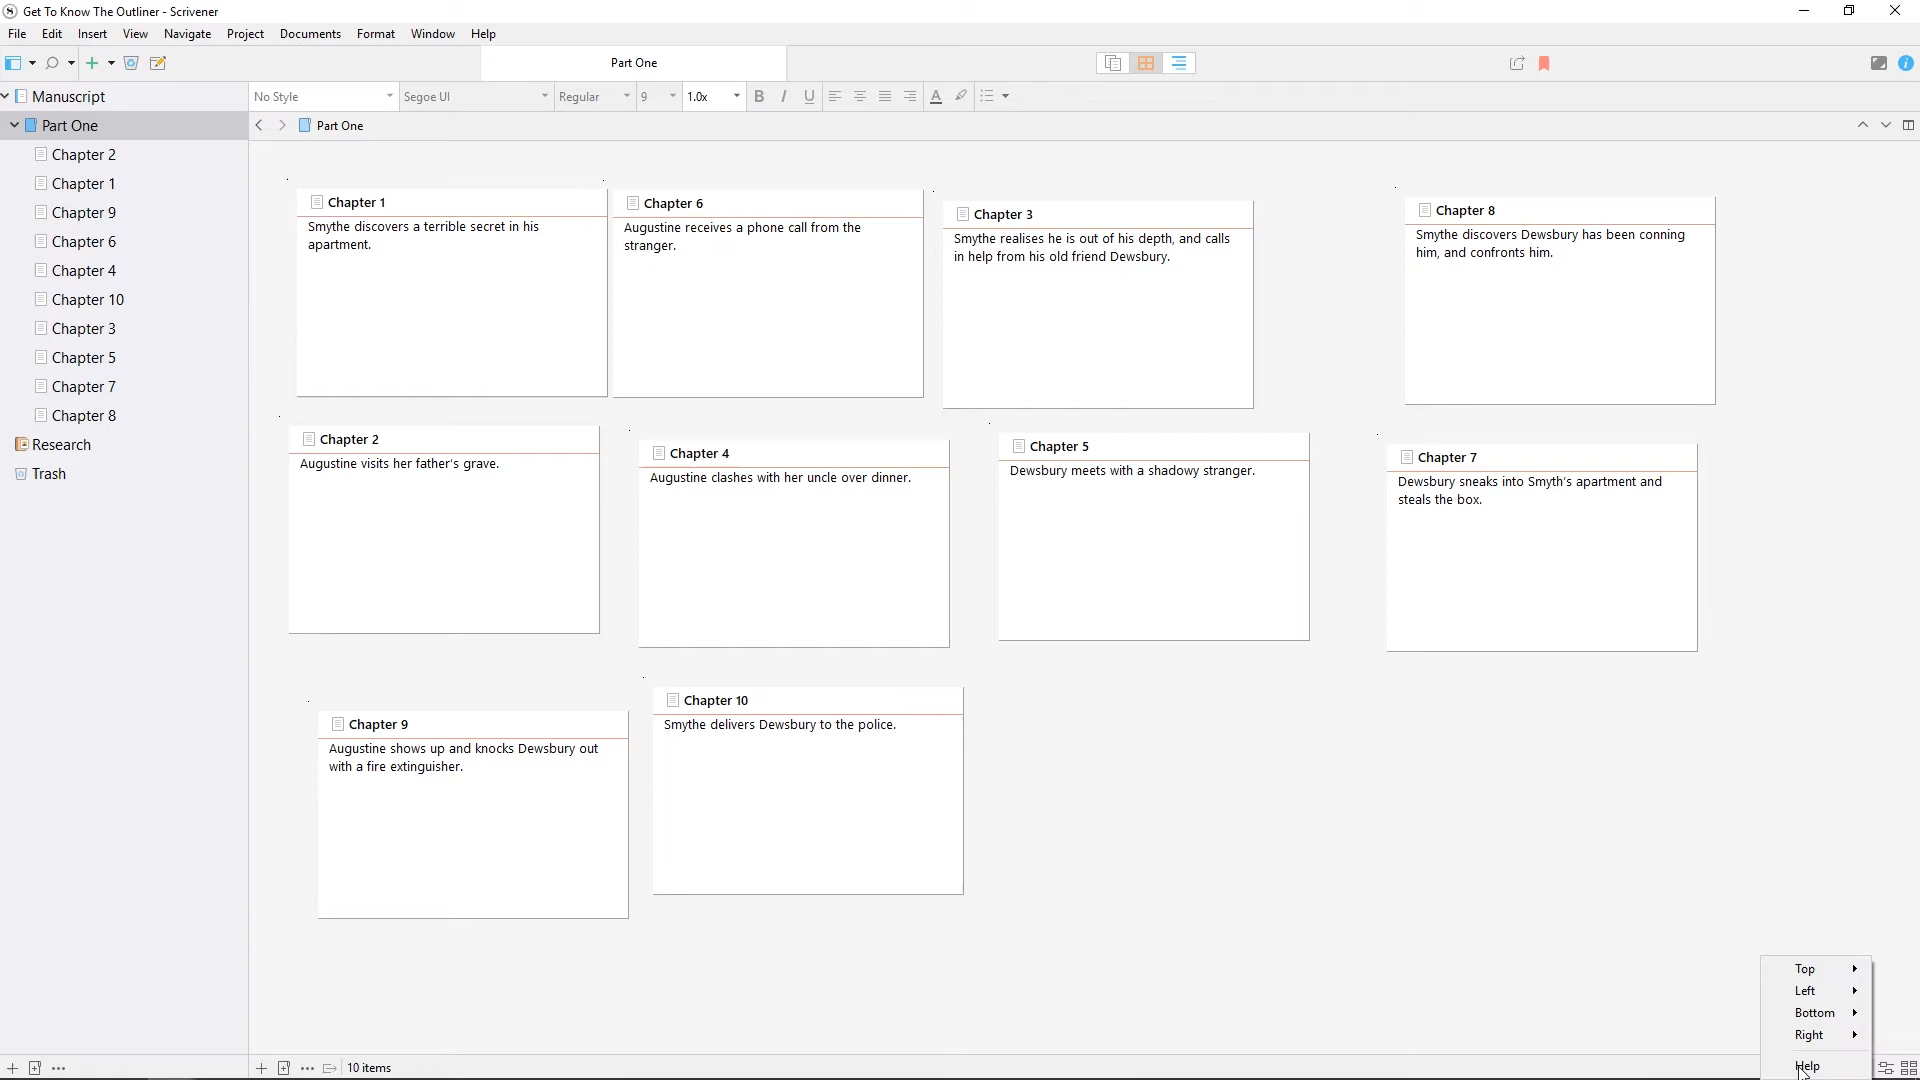 Get To Know The Outliner - Scrivener
File Edit Insert View Navigate Project Documents Format Window Help
Part One
No Style Segoe UI Regular 9 1.0x B I U A
Manuscript
Part One
Chapter 2
Chapter 1
Chapter 9
Chapter 6
Chapter 4
Chapter 10
Chapter 3
Chapter 5
Chapter 7
Chapter 8
Research
Trash
Part One
Chapter 1
Smythe discovers a terrible secret in his
apartment.
Chapter 6
Augustine receives a phone call from the
stranger.
Chapter 3
Smythe realises he is out of his depth, and calls
in help from his old friend Dewsbury.
Chapter 8
Smythe discovers Dewsbury has been conning
him, and confronts him.
Chapter 2
Augustine visits her father's grave.
Chapter 4
Augustine clashes with her uncle over dinner.
Chapter 5
Dewsbury meets with a shadowy stranger.
Chapter 7
Dewsbury sneaks into Smyth's apartment and
steals the box.
Chapter 9
Augustine shows up and knocks Dewsbury out
with a fire extinguisher.
Chapter 10
Smythe delivers Dewsbury to the police.
Top
Left
Bottom
Right
Help
10 items